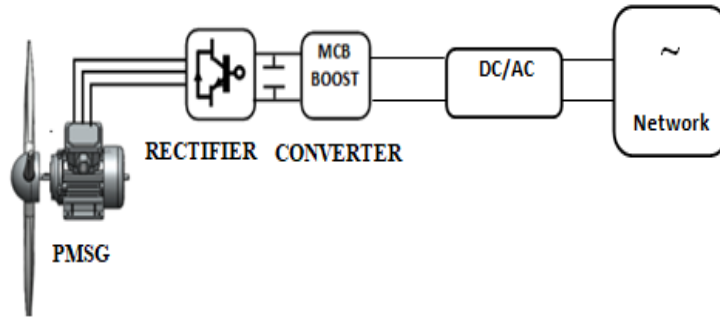 MCB
BOOST
DC/AC
~
Network
RECTIFIER
CONVERTER
PMSG